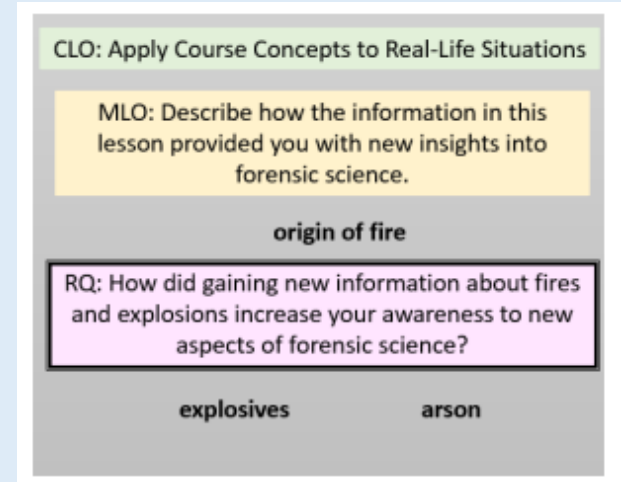 CLO: Apply Course Concepts to Real-Life Situations
MLO: Describe how the information in this
lesson provided you with new insights into
forensic science.
origin of fire
RQ: How did gaining new information about fires
and explosions increase your awareness to new
aspects of forensic science?
explosives arson